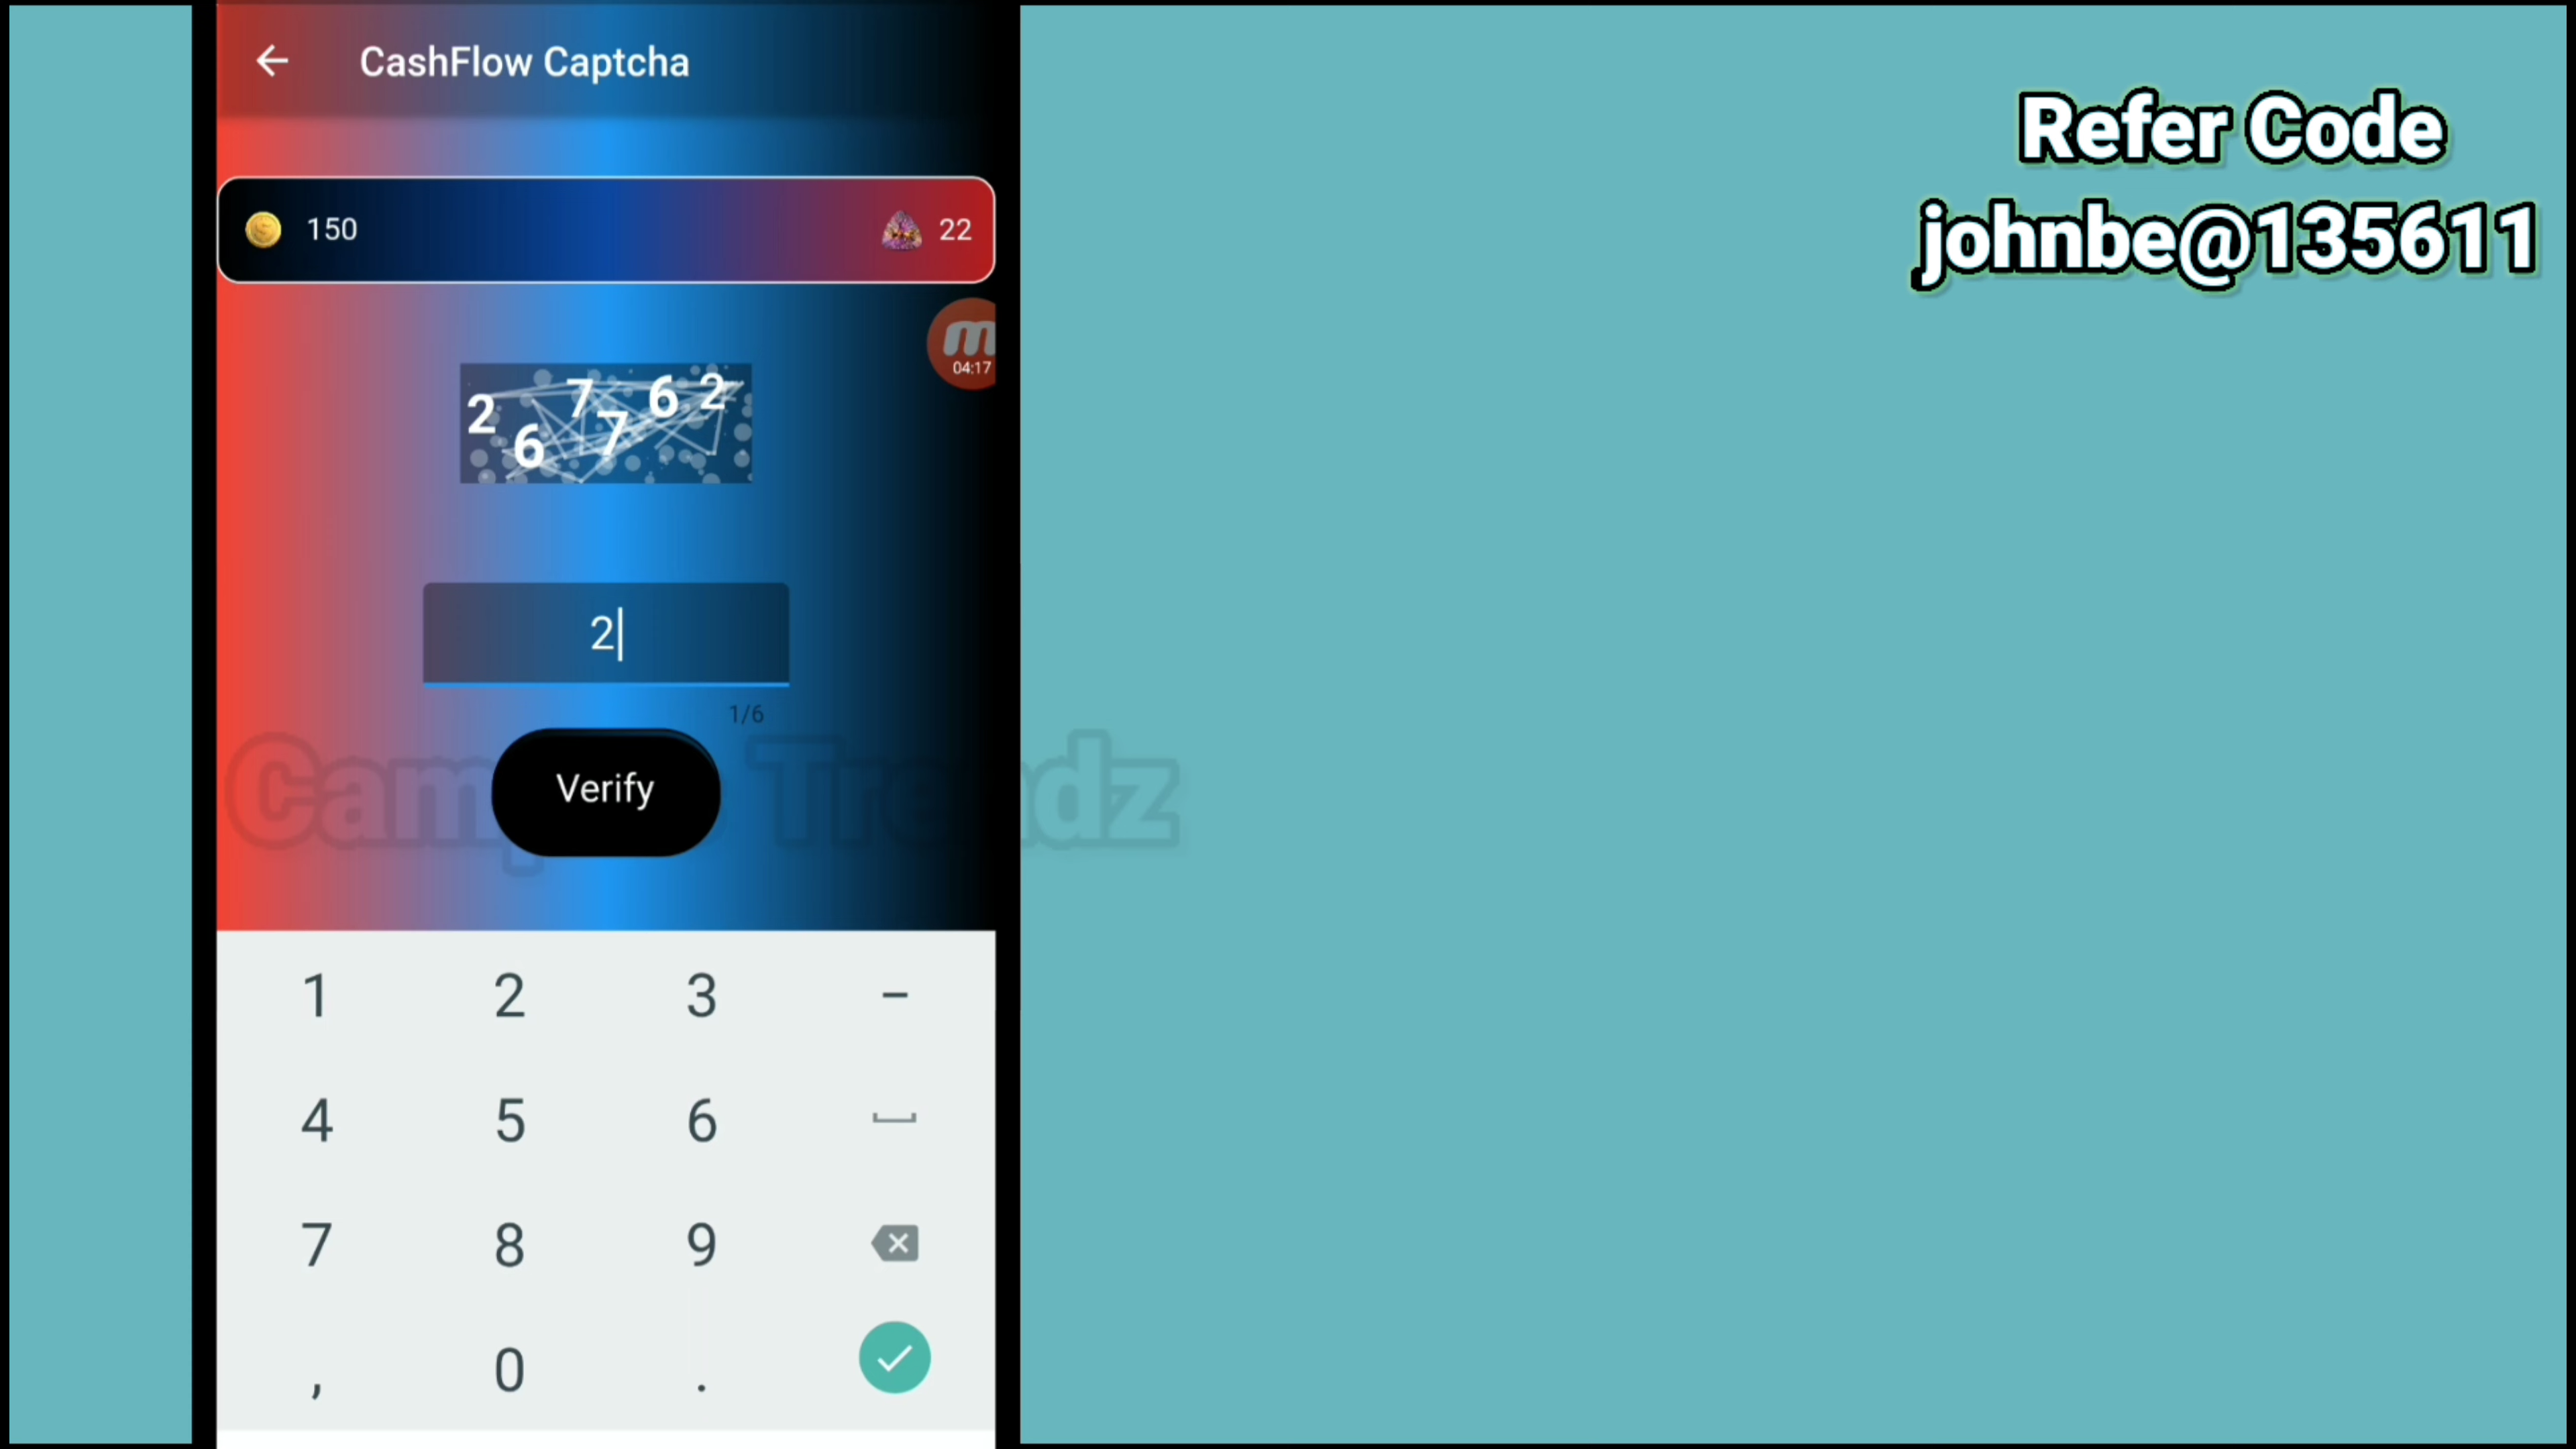 CashFlow Captcha
Refer Code
johnbe@135611
150
22
m
04:17
2 6 7 7 6 2
2
1/6
Verify
Trendz
1 2 3 –
4 5 6
7 8 9
, 0 .